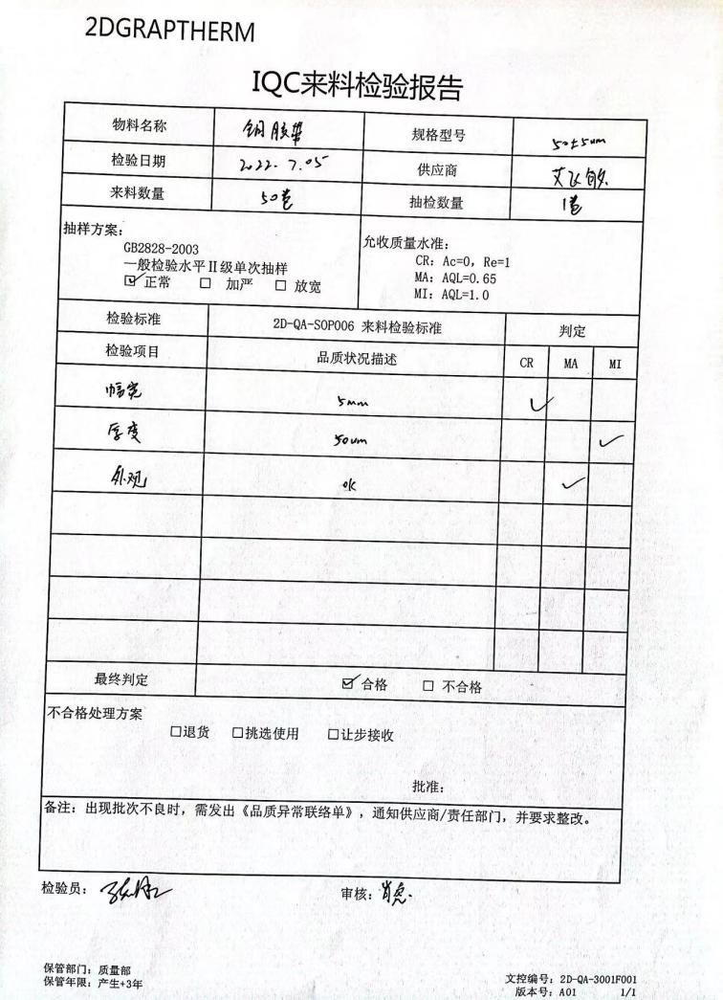 2DGRAPTHERM
IQC来料检验报告
物料名称 铜胶带 规格型号 50±5um
检验日期 2022.7.05 供应商
来料数量 50卷 抽检数量 1卷
抽样方案:
GB2828-2003
一般检验水平Ⅱ级单次抽样
☑正常 □ 加严 □ 放宽
允收质量水准:
CR: Ac=0, Re=1
MA: AQL=0.65
MI: AQL=1.0
检验标准 2D-QA-SOP006 来料检验标准 判定
检验项目 品质状况描述 CR MA MI
幅宽 5mm ✓
厚度 50um ✓
外观 ok ✓
最终判定 ☑合格 □ 不合格
不合格处理方案
□退货 □挑选使用 □让步接收
批准:
备注: 出现批次不良时, 需发出《品质异常联络单》, 通知供应商/责任部门, 并要求整改。
检验员: 审核:
保管部门: 质量部
保管年限: 产生+3年
文控编号: 2D-QA-3001F001
版本号: A01 1/1